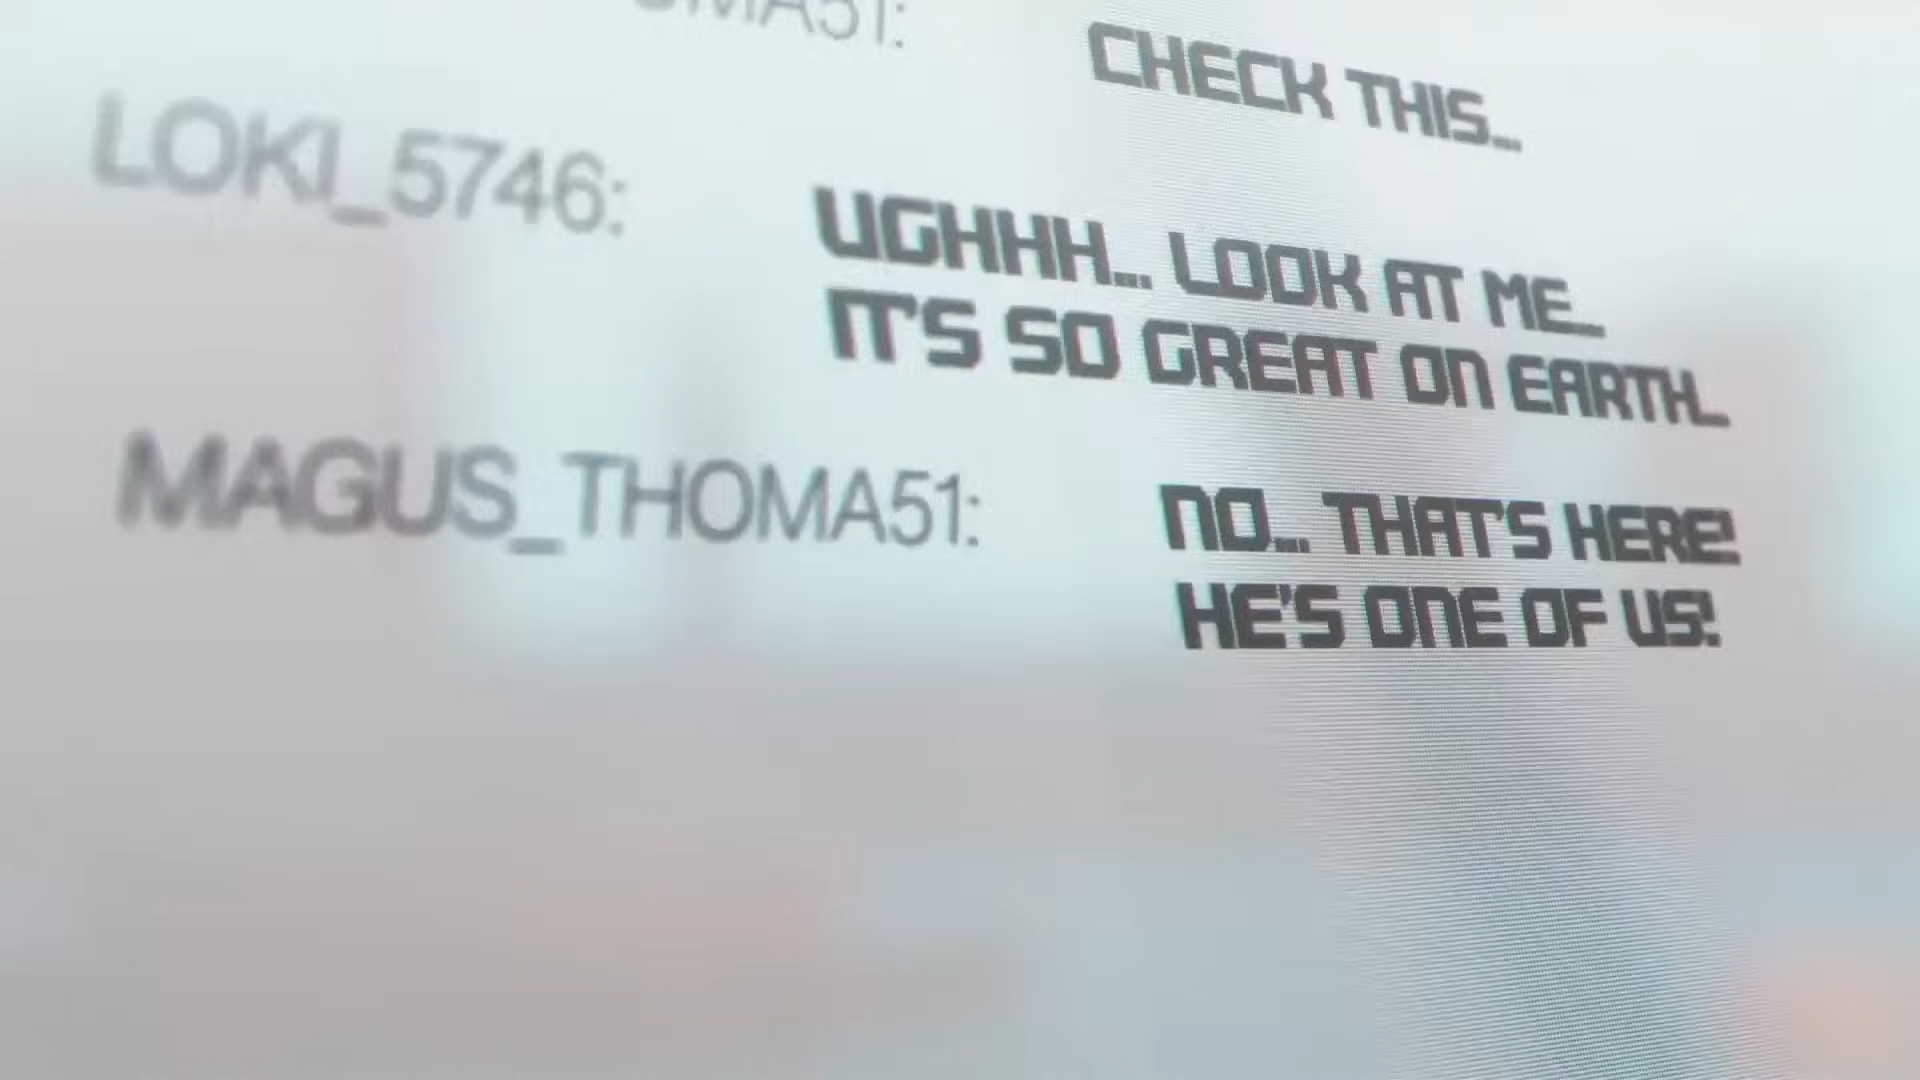 CHECK THIS...
LOKI_5746:
UGHHH... LOOK AT ME...
IT'S SO GREAT ON EARTH...
MAGUS_THOMA51:
NO... THAT'S HERE!
HE'S ONE OF US!